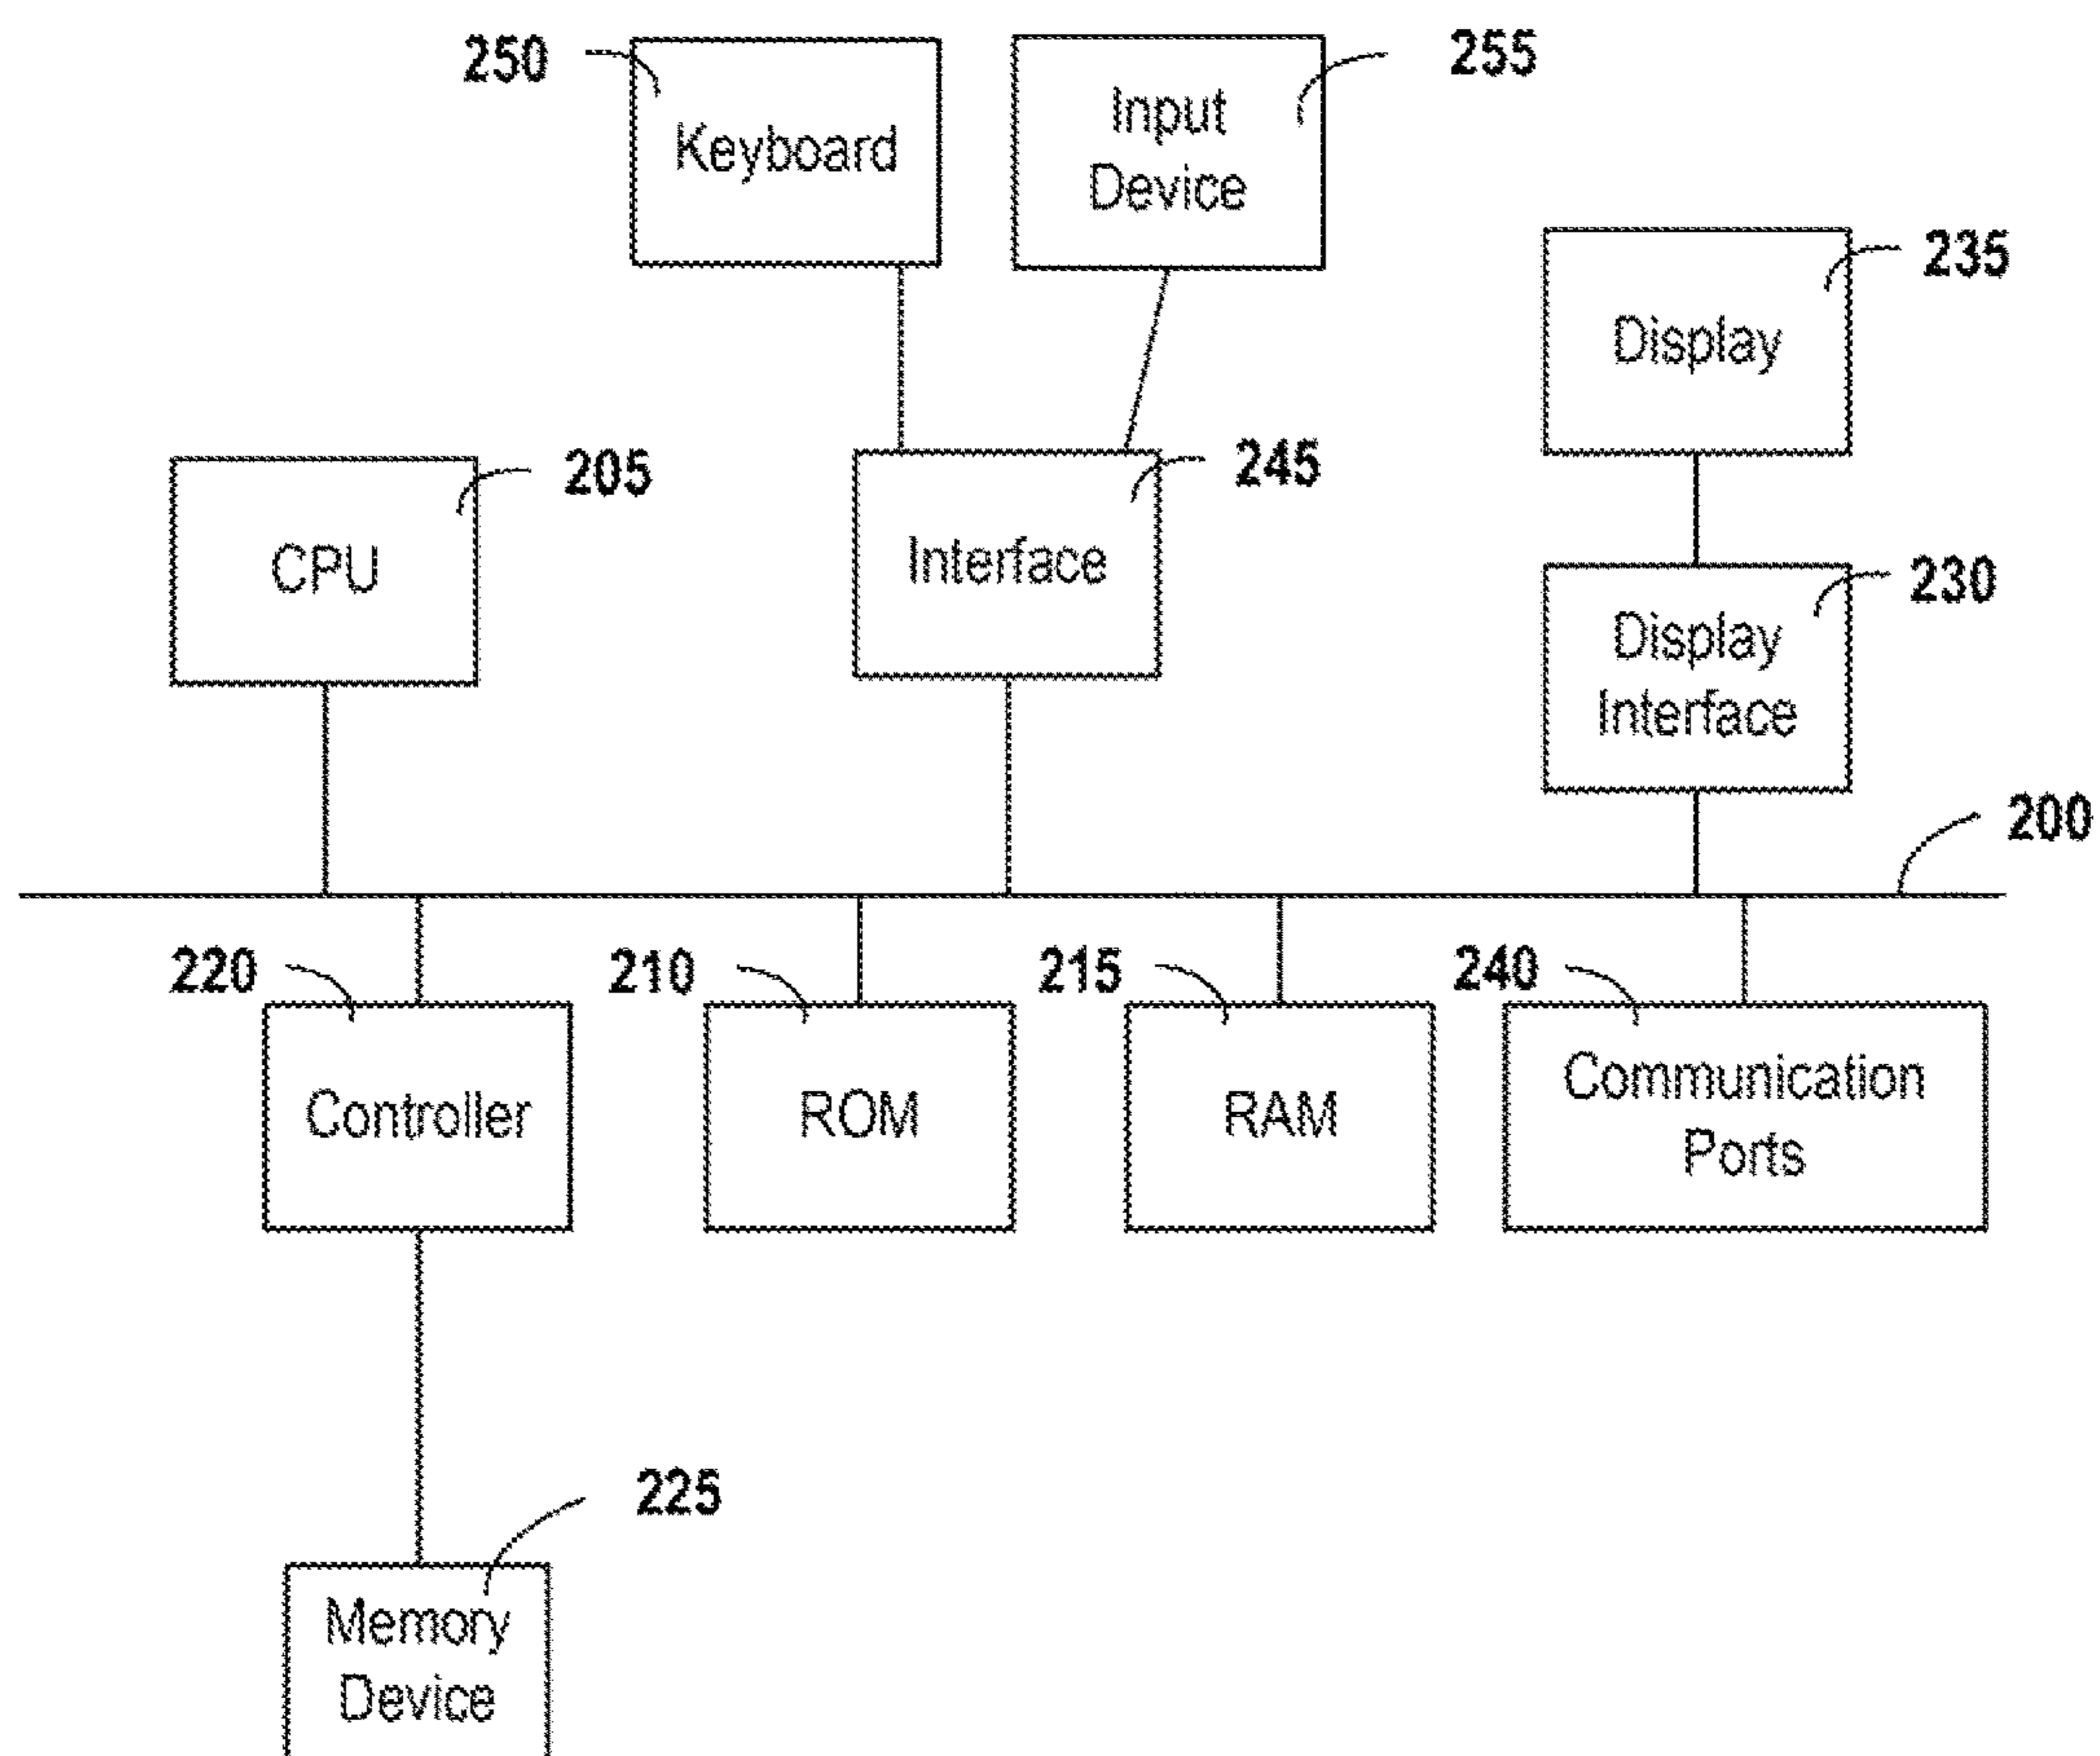 250
Keyboard
Input
Device
255
Display
235
CPU
205
Interface
245
Display
Interface
230
200
220
Controller
210
ROM
215
RAM
240
Communication
Ports
225
Memory
Device